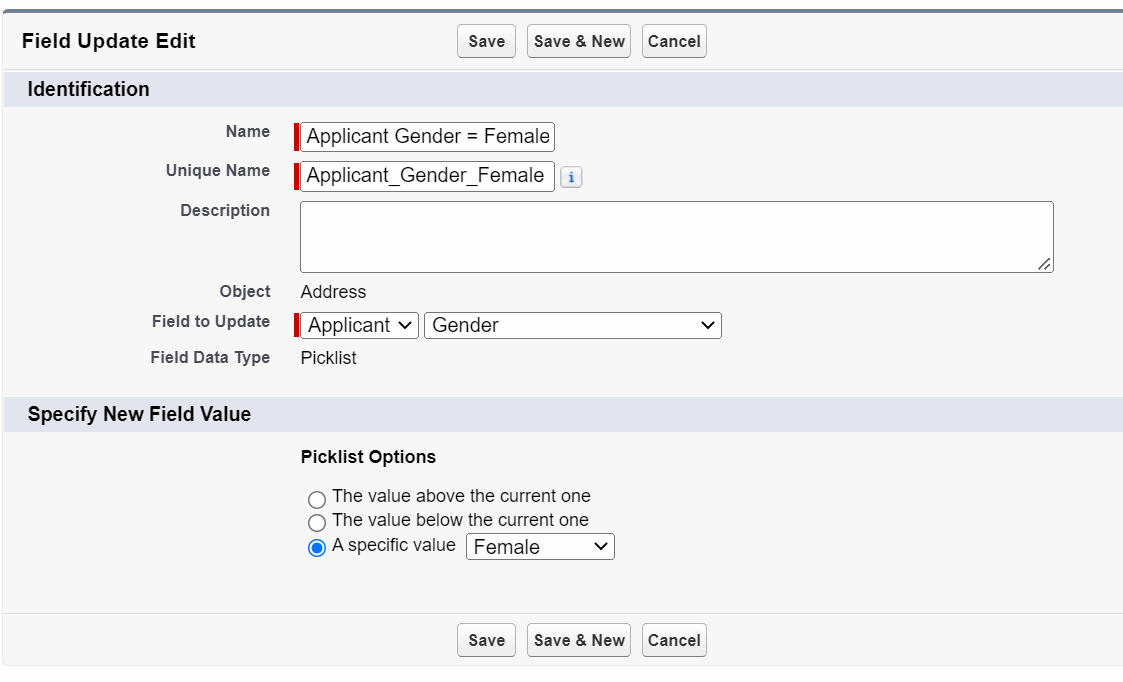 Field Update Edit Save Save & New Cancel
Identification
Name Applicant Gender = Female
Unique Name Applicant_Gender_Female i
Description
Object Address
Field to Update Applicant Gender
Field Data Type Picklist
Specify New Field Value
Picklist Options
The value above the current one
The value below the current one
A specific value Female
Save Save & New Cancel